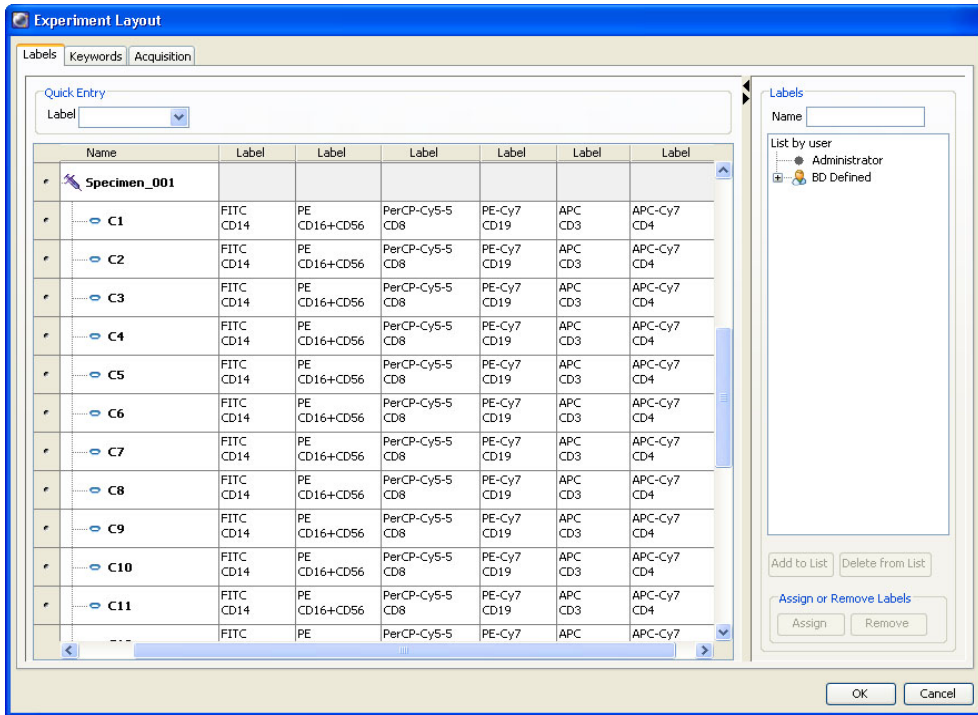 Experiment Layout
Labels Keywords Acquisition
Quick Entry
Label
Name Label Label Label Label Label Label
Specimen_001
C1 FITC PE PerCP-Cy5-5 PE-Cy7 APC APC-Cy7
CD14 CD16+CD56 CD8 CD19 CD3 CD4
C2 FITC PE PerCP-Cy5-5 PE-Cy7 APC APC-Cy7
CD14 CD16+CD56 CD8 CD19 CD3 CD4
C3 FITC PE PerCP-Cy5-5 PE-Cy7 APC APC-Cy7
CD14 CD16+CD56 CD8 CD19 CD3 CD4
C4 FITC PE PerCP-Cy5-5 PE-Cy7 APC APC-Cy7
CD14 CD16+CD56 CD8 CD19 CD3 CD4
C5 FITC PE PerCP-Cy5-5 PE-Cy7 APC APC-Cy7
CD14 CD16+CD56 CD8 CD19 CD3 CD4
C6 FITC PE PerCP-Cy5-5 PE-Cy7 APC APC-Cy7
CD14 CD16+CD56 CD8 CD19 CD3 CD4
C7 FITC PE PerCP-Cy5-5 PE-Cy7 APC APC-Cy7
CD14 CD16+CD56 CD8 CD19 CD3 CD4
C8 FITC PE PerCP-Cy5-5 PE-Cy7 APC APC-Cy7
CD14 CD16+CD56 CD8 CD19 CD3 CD4
C9 FITC PE PerCP-Cy5-5 PE-Cy7 APC APC-Cy7
CD14 CD16+CD56 CD8 CD19 CD3 CD4
C10 FITC PE PerCP-Cy5-5 PE-Cy7 APC APC-Cy7
CD14 CD16+CD56 CD8 CD19 CD3 CD4
C11 FITC PE PerCP-Cy5-5 PE-Cy7 APC APC-Cy7
CD14 CD16+CD56 CD8 CD19 CD3 CD4
FITC PE PerCP-Cy5-5 PE-Cy7 APC APC-Cy7
Labels
Name
List by user
Administrator
BD Defined
Add to List Delete from List
Assign or Remove Labels
Assign Remove
OK Cancel